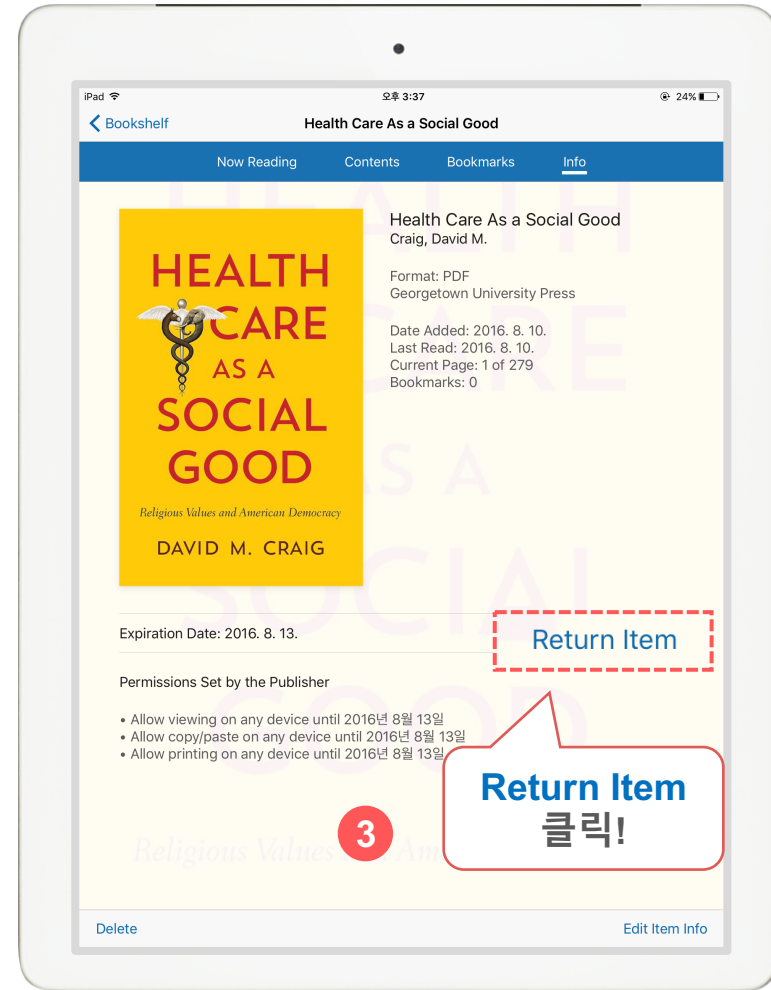 iPad 오후 3:37 24%
Bookshelf Health Care As a Social Good
Now Reading Contents Bookmarks Info
HEALTH
CARE
AS A
SOCIAL
GOOD
Religious Values and American Democracy
DAVID M. CRAIG
Health Care As a Social Good
Craig, David M.
Format: PDF
Georgetown University Press
Date Added: 2016. 8. 10.
Last Read: 2016. 8. 10.
Current Page: 1 of 279
Bookmarks: 0
Expiration Date: 2016. 8. 13.
Return Item
Permissions Set by the Publisher
• Allow viewing on any device until 2016년 8월 13일
• Allow copy/paste on any device until 2016년 8월 13일
• Allow printing on any device until 2016년 8월 13일
Return Item
클릭!
3
Delete Edit Item Info